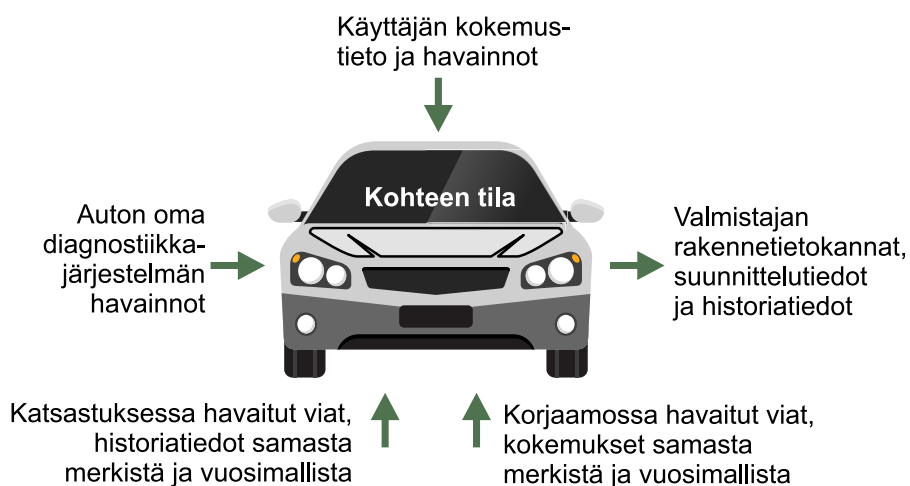 Käyttäjän kokemus-
tieto ja havainnot
Kohteen tila
Auton oma
diagnostiikka-
järjestelmän
havainnot
Valmistajan
rakennetietokannat,
suunnittelutiedot
ja historiatiedot
Katsastuksessa havaitut viat,
historiatiedot samasta
merkistä ja vuosimallista
Korjaamossa havaitut viat,
kokemukset samasta
merkistä ja vuosimallista